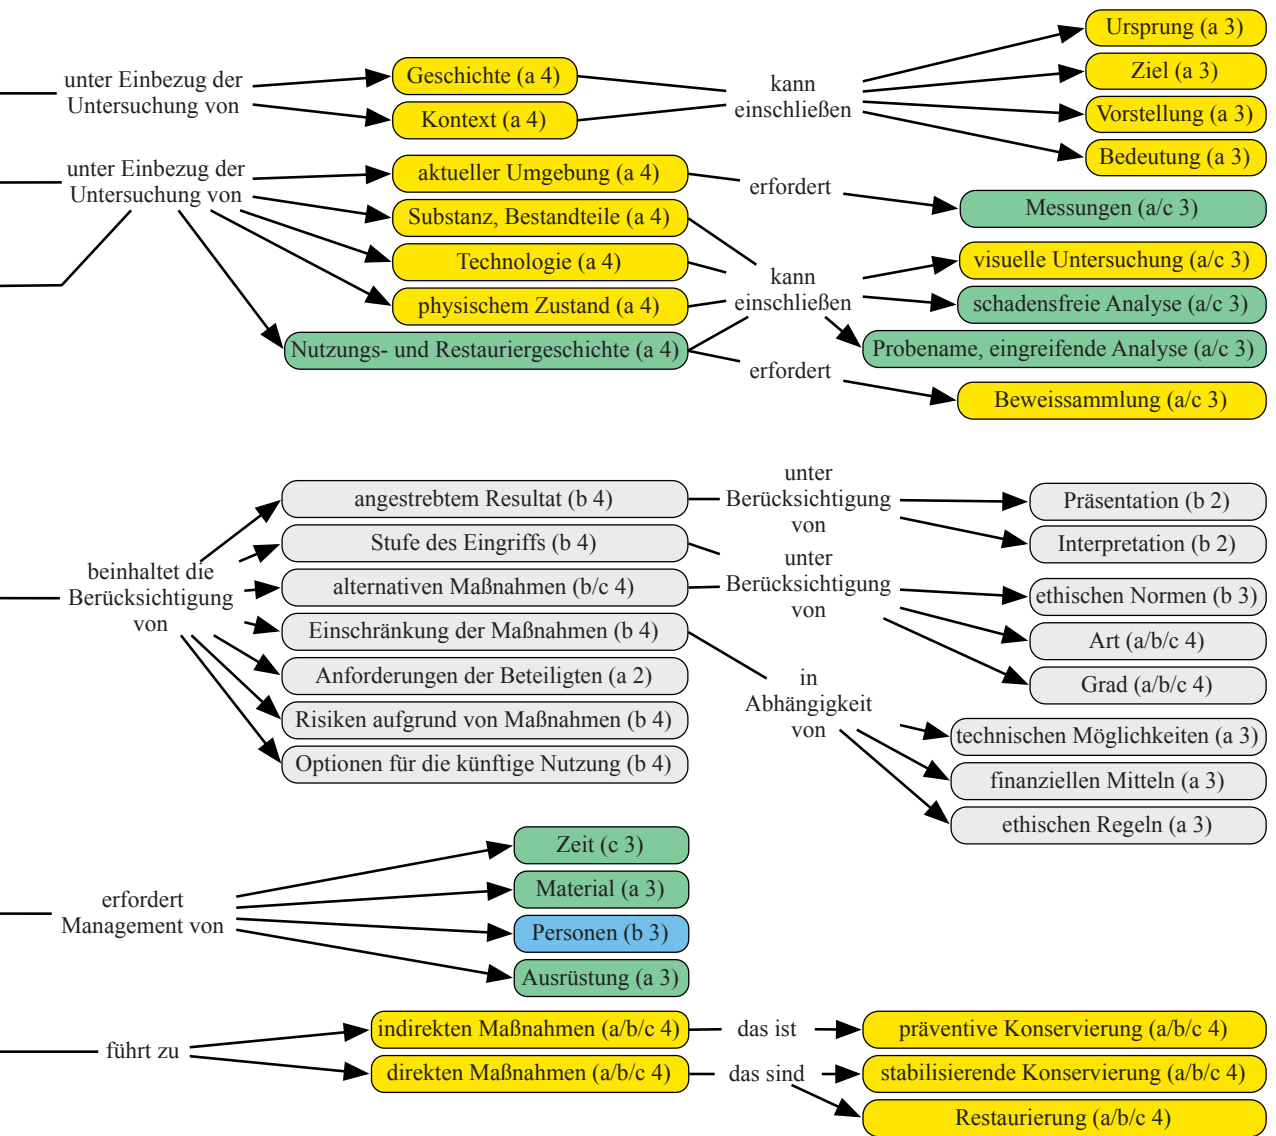 unter Einbezug der
Untersuchung von
Geschichte (a 4)
Kontext (a 4)
kann
einschließen
Ursprung (a 3)
Ziel (a 3)
Vorstellung (a 3)
Bedeutung (a 3)
unter Einbezug der
Untersuchung von
aktueller Umgebung (a 4)
Substanz, Bestandteile (a 4)
Technologie (a 4)
physischem Zustand (a 4)
Nutzungs- und Restauriergeschichte (a 4)
erfordert
Messungen (a/c 3)
kann
einschließen
visuelle Untersuchung (a/c 3)
schadensfreie Analyse (a/c 3)
Probename, eingreifende Analyse (a/c 3)
erfordert
Beweissammlung (a/c 3)
beinhaltet die
Berücksichtigung
von
angestrebtem Resultat (b 4)
Stufe des Eingriffs (b 4)
alternativen Maßnahmen (b/c 4)
Einschränkung der Maßnahmen (b 4)
Anforderungen der Beteiligten (a 2)
Risiken aufgrund von Maßnahmen (b 4)
Optionen für die künftige Nutzung (b 4)
unter
Berücksichtigung
von
Präsentation (b 2)
Interpretation (b 2)
unter
Berücksichtigung
von
ethischen Normen (b 3)
Art (a/b/c 4)
Grad (a/b/c 4)
in
Abhängigkeit
von
technischen Möglichkeiten (a 3)
finanziellen Mitteln (a 3)
ethischen Regeln (a 3)
erfordert
Management von
Zeit (c 3)
Material (a 3)
Personen (b 3)
Ausrüstung (a 3)
führt zu
indirekten Maßnahmen (a/b/c 4)
das ist
präventive Konservierung (a/b/c 4)
direkten Maßnahmen (a/b/c 4)
das sind
stabilisierende Konservierung (a/b/c 4)
Restaurierung (a/b/c 4)